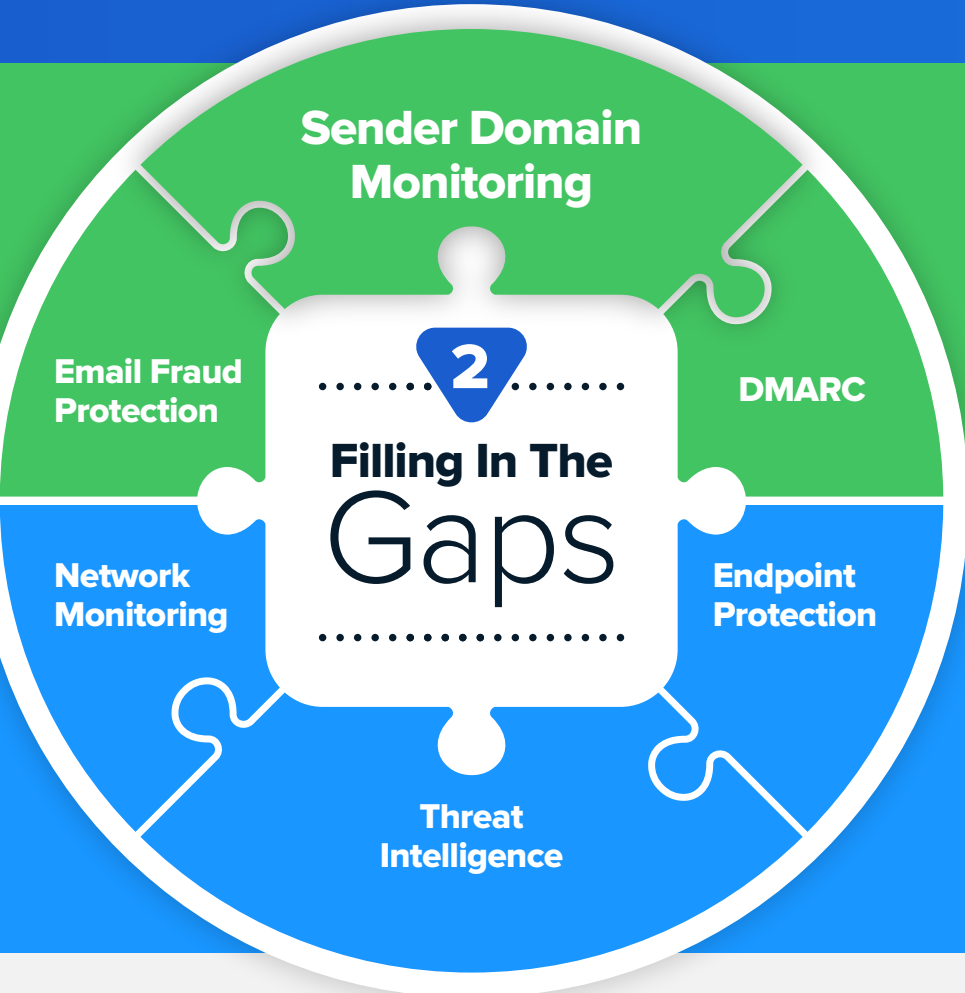 Sender Domain
Monitoring
Email Fraud
Protection
DMARC
2
Filling In The
Gaps
Network
Monitoring
Endpoint
Protection
Threat
Intelligence